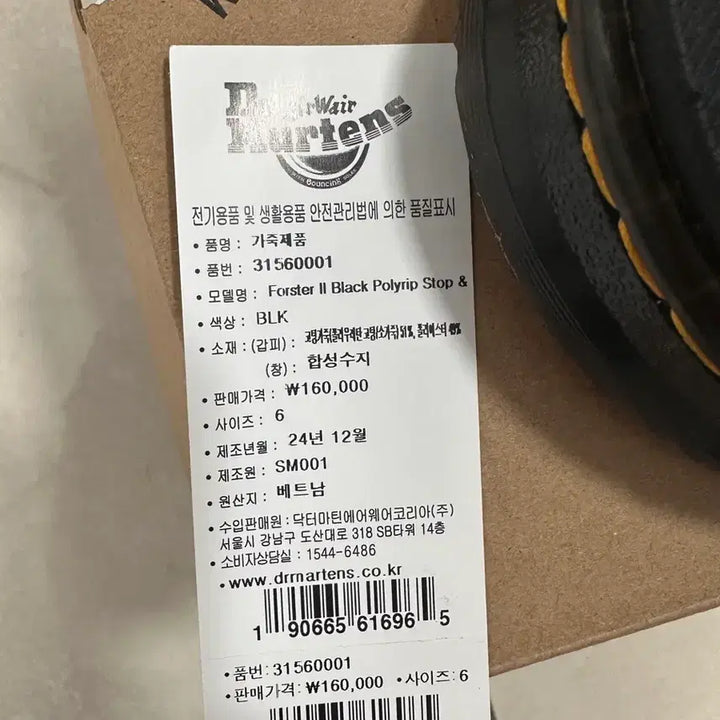 Dr. Martens
AirWair
Bouncing
전기용품 및 생활용품 안전관리법에 의한 품질표시
• 품명 : 가죽제품
• 품번 : 31560001
• 모델명 : Forster II Black Polyrip Stop &
• 색상 : BLK
• 소재 : (갑피) :
(창) : 합성수지
• 판매가격 : ₩160,000
• 사이즈 : 6
• 제조년월 : 24년 12월
• 제조원 : SM001
• 원산지 : 베트남
• 수입판매원 : 닥터마틴에어웨어코리아(주)
서울시 강남구 도산대로 318 SB타워 14층
• 소비자상담실 : 1544-6486
• www.drmartens.co.kr
1 90665 61696 5
• 품번: 31560001
• 판매가격: ₩160,000 • 사이즈: 6